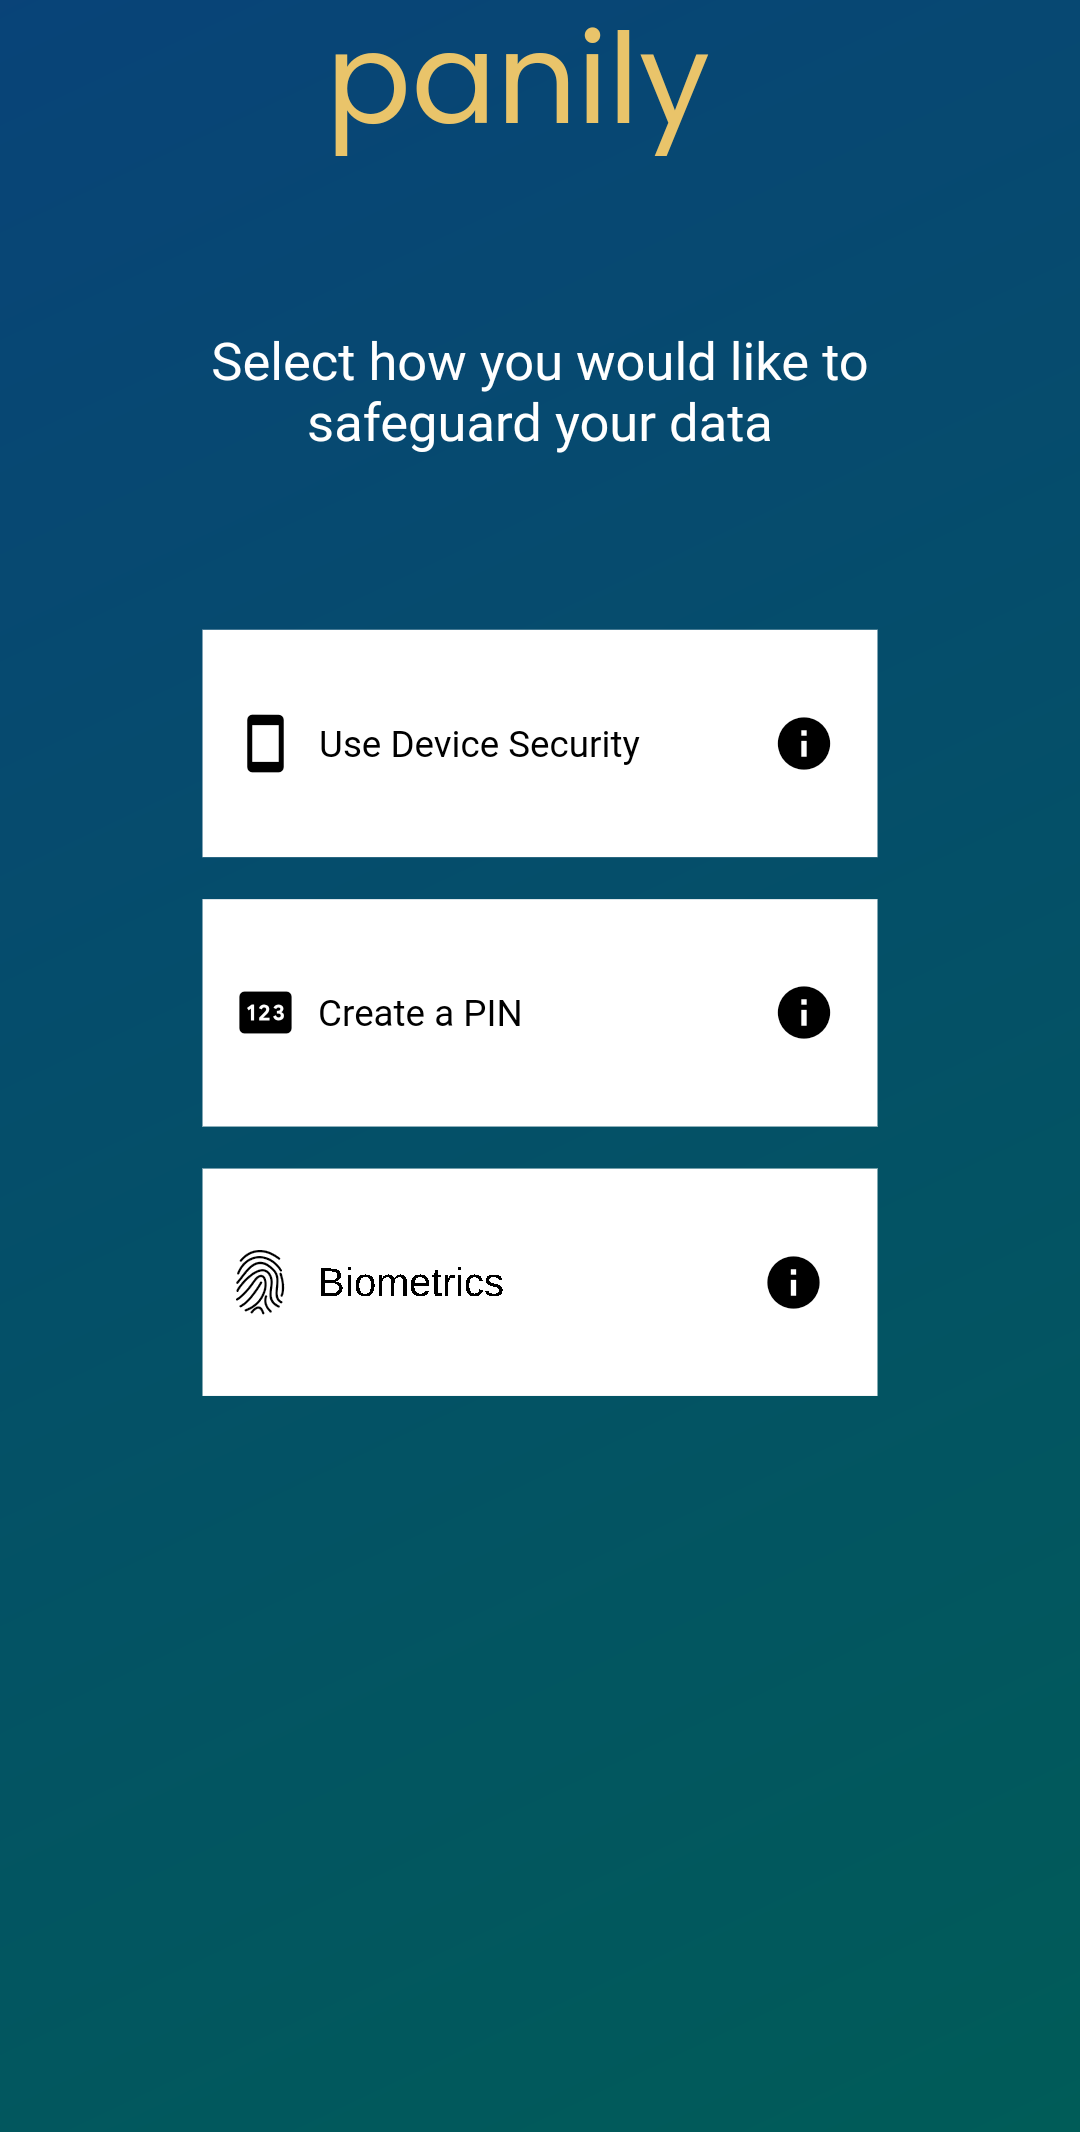 panily
Select how you would like to
safeguard your data
Use Device Security
123 Create a PIN
Biometrics